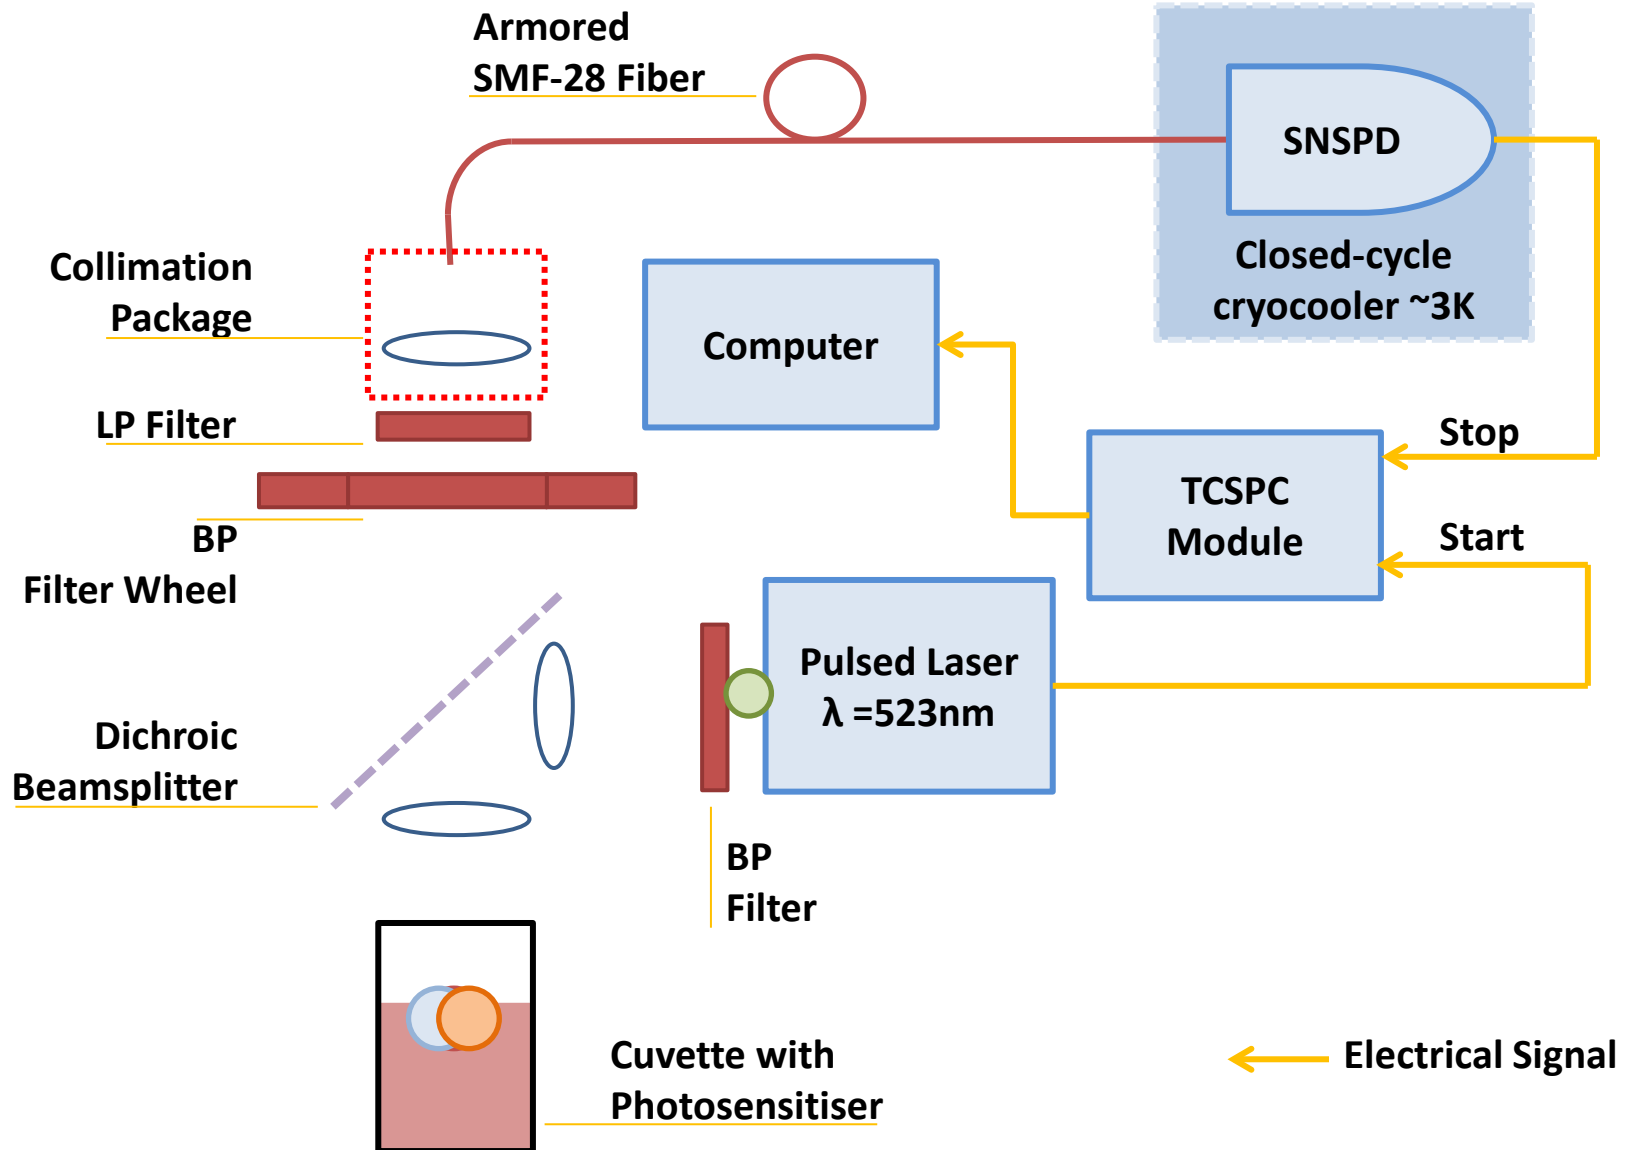 Armored
SMF-28 Fiber
SNSPD
Closed-cycle
cryocooler ~3K
Collimation
Package
Computer
LP Filter
Stop
TCSPC
Module
Start
BP
Filter Wheel
Pulsed Laser
λ =523nm
Dichroic
Beamsplitter
BP
Filter
Cuvette with
Photosensitiser
Electrical Signal